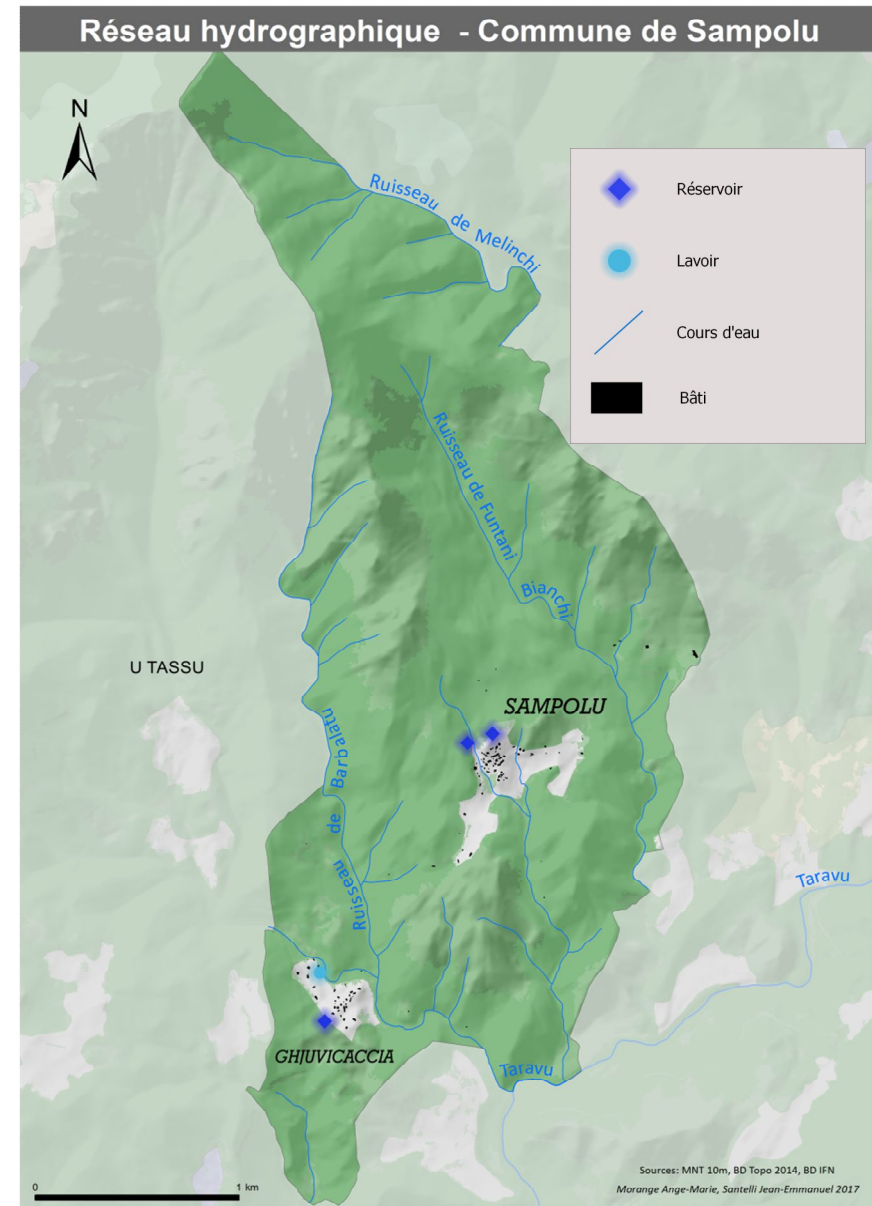 Réseau hydrographique - Commune de Sampolu
N
Réservoir
Lavoir
Cours d'eau
Bâti
Ruisseau de Melinchi
Ruisseau de Funtani
Bianchi
U TASSU
SAMPOLU
Ruisseau de Barbalatu
Taravu
GHJUVICACCIA
Taravu
0 1 km
Sources: MNT 10m, BD Topo 2014, BD IFN
Morange Ange-Marie, Santelli Jean-Emmanuel 2017